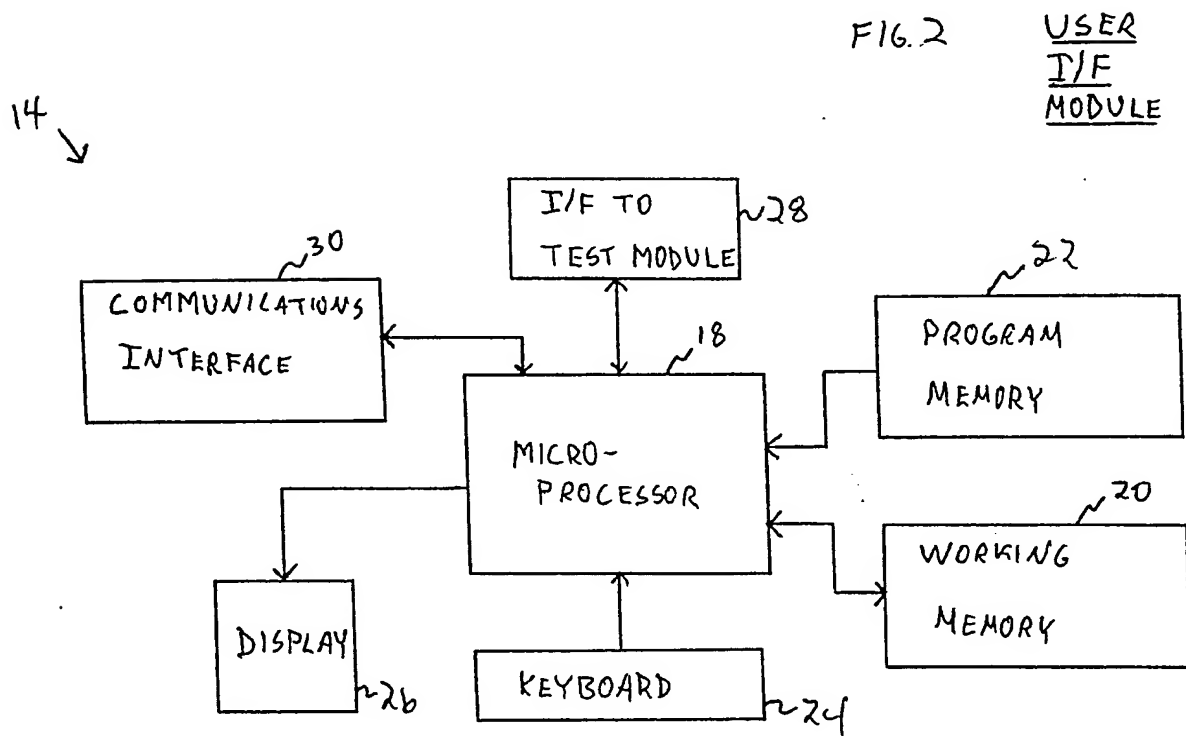 FIG. 2
USER
I/F
MODULE
14
I/F TO
TEST MODULE
28
30
COMMUNICATIONS
INTERFACE
22
PROGRAM
MEMORY
18
MICRO-
PROCESSOR
20
WORKING
MEMORY
DISPLAY
26
KEYBOARD
24